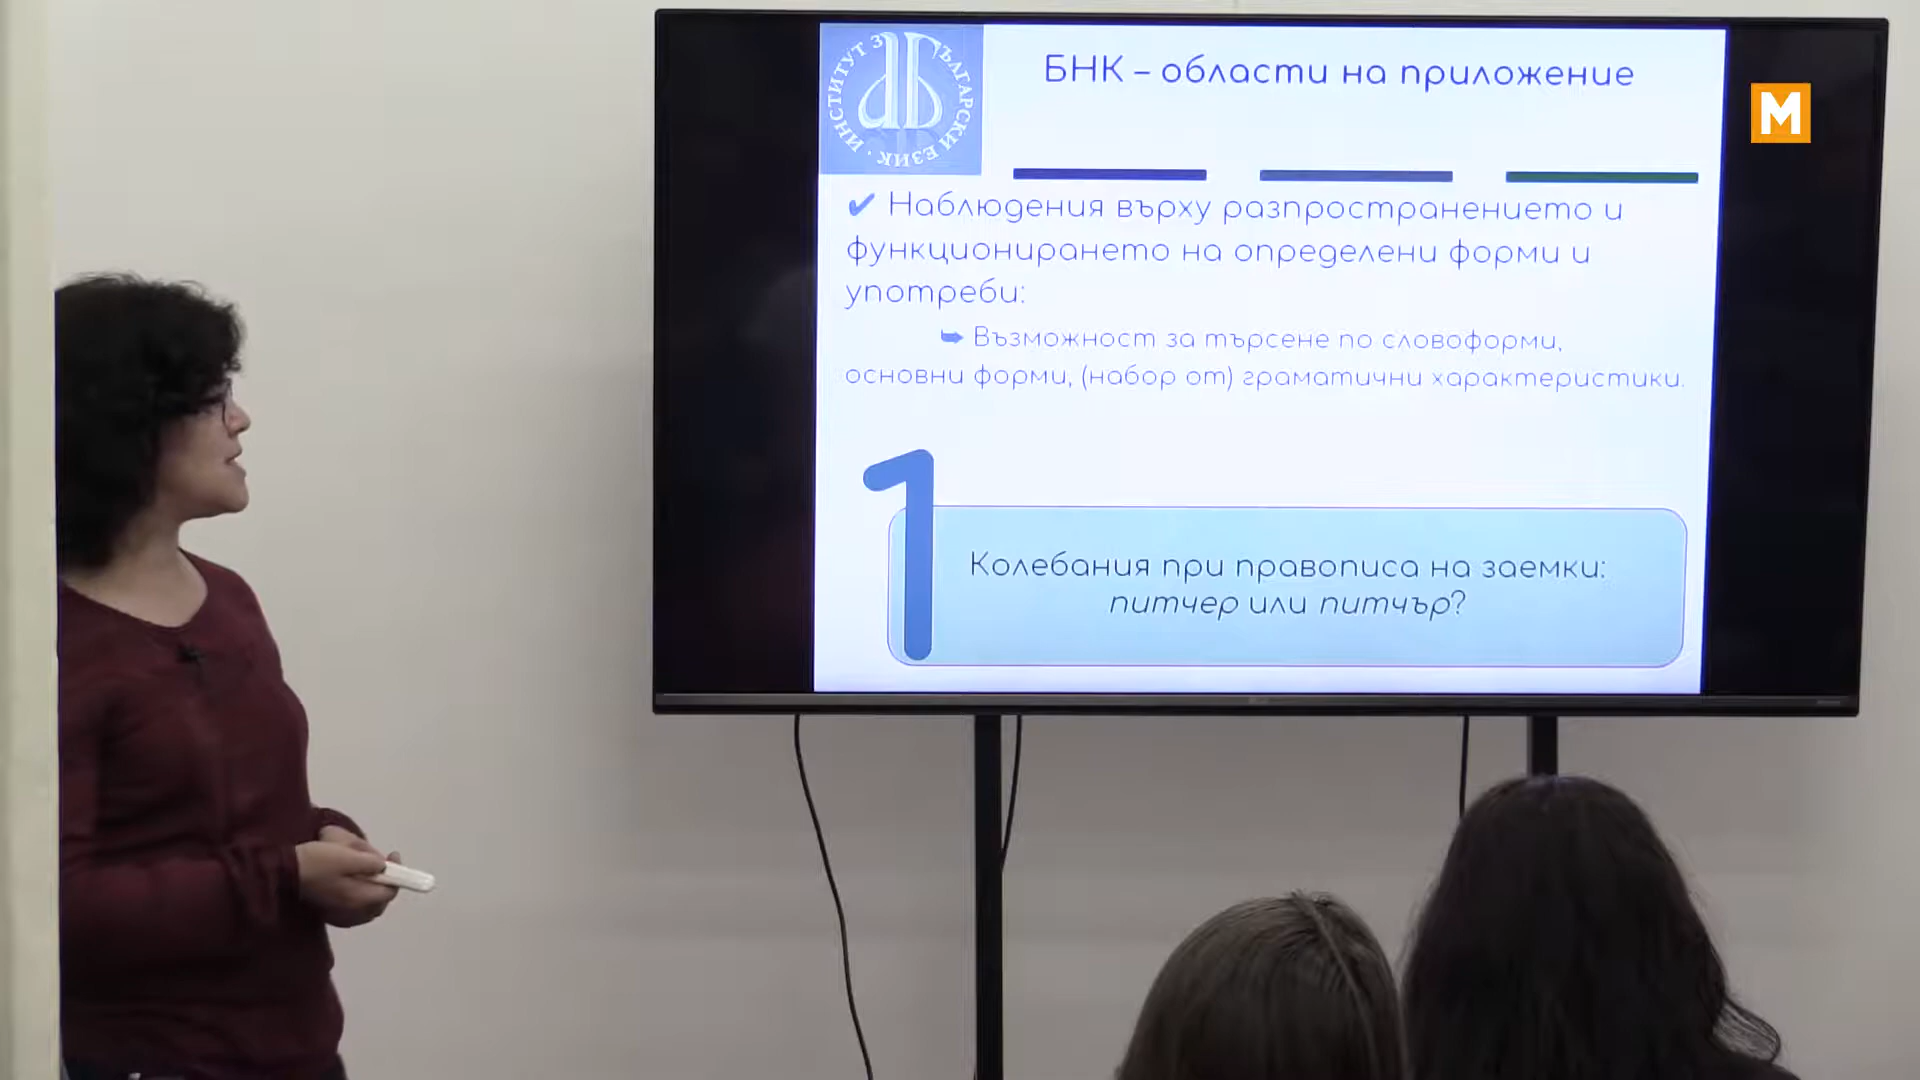 ИНСТИТУТ ЗА БЪЛГАРСКИ ЕЗИК
БНК – области на приложение
M
✔ Наблюдения върху разпространението и
функционирането на определени форми и
употреби:
➥ Възможност за търсене по словоформи,
основни форми, (набор от) граматични характеристики.
1
Колебания при правописа на заемки:
питчер или питчър?